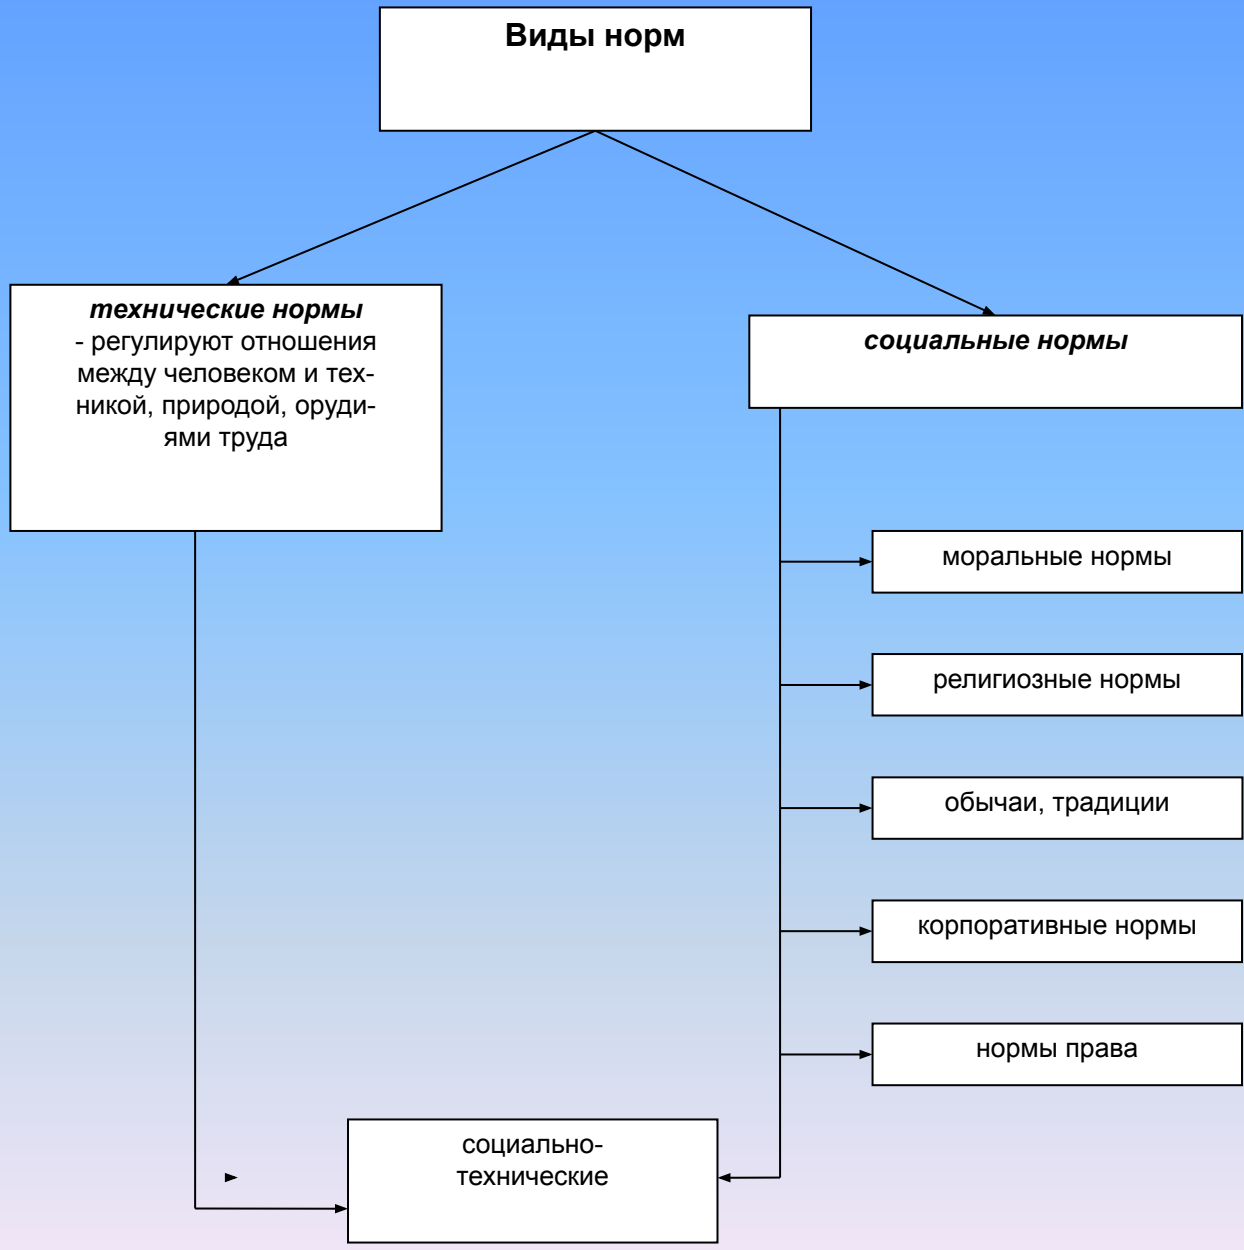 Виды норм
технические нормы
- регулируют отношения
между человеком и тех-
никой, природой, оруди-
ями труда
социальные нормы
моральные нормы
религиозные нормы
обычаи, традиции
корпоративные нормы
нормы права
социально-
технические